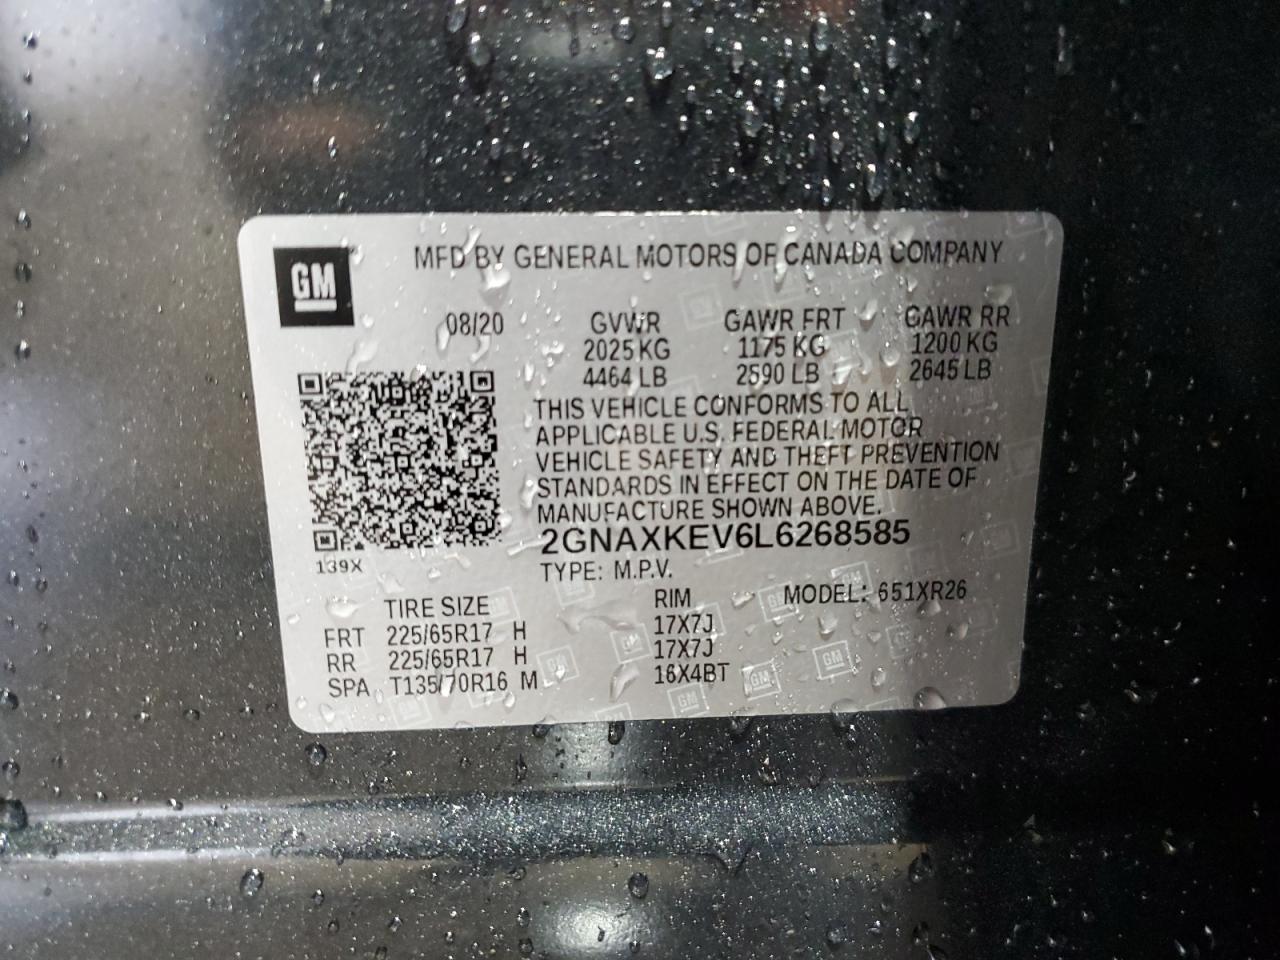 GM
MFD BY GENERAL MOTORS OF CANADA COMPANY
08/20
GVWR GAWR FRT GAWR RR
2025 KG 1175 KG 1200 KG
4464 LB 2590 LB 2645 LB
THIS VEHICLE CONFORMS TO ALL
APPLICABLE U.S. FEDERAL MOTOR
VEHICLE SAFETY AND THEFT PREVENTION
STANDARDS IN EFFECT ON THE DATE OF
MANUFACTURE SHOWN ABOVE.
2GNAXKEV6L6268585
139X
TYPE: M.P.V.
MODEL: 651XR26
TIRE SIZE RIM
FRT 225/65R17 H 17X7J
RR 225/65R17 H 17X7J
SPA T135/70R16 M 16X4BT